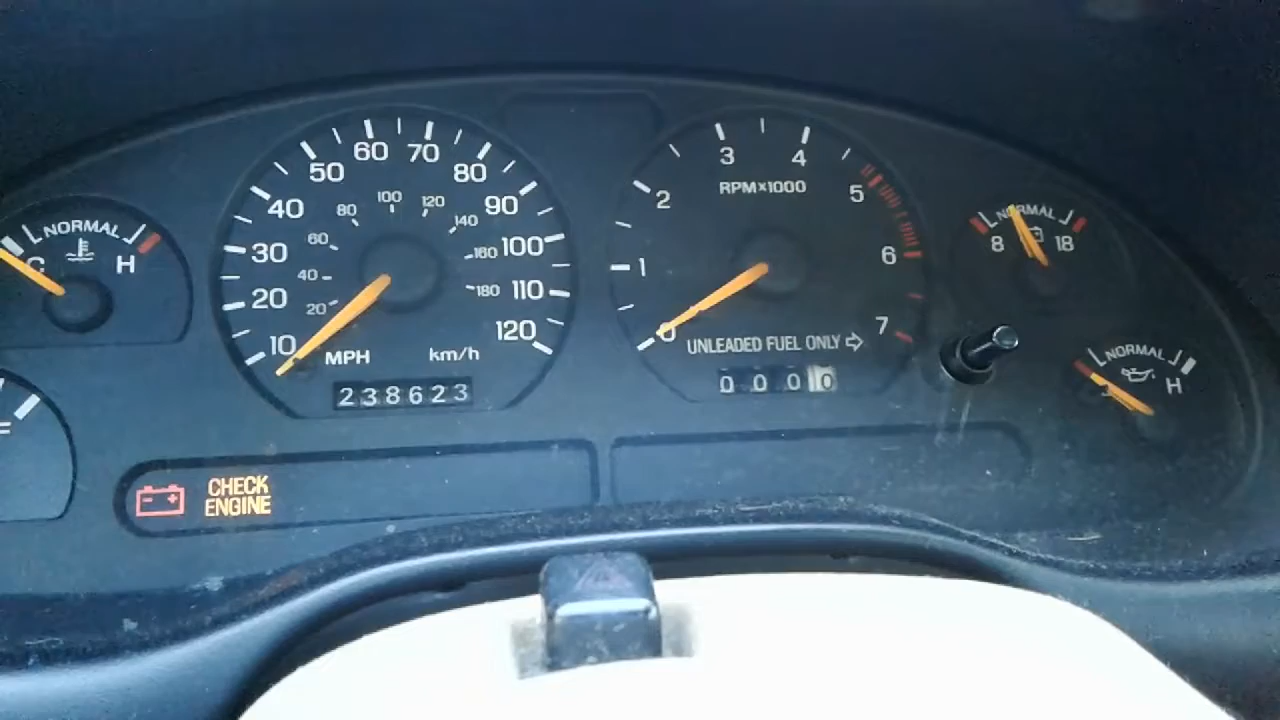 NORMAL
C H
F
10 20 30 40 50 60 70 80 90 100 110 120
20 40 60 80 100 120 140 160 180
MPH km/h
238623
0 1 2 3 4 5 6 7
RPM×1000
UNLEADED FUEL ONLY
0000
NORMAL
8 18
NORMAL
H
- +
CHECK
ENGINE